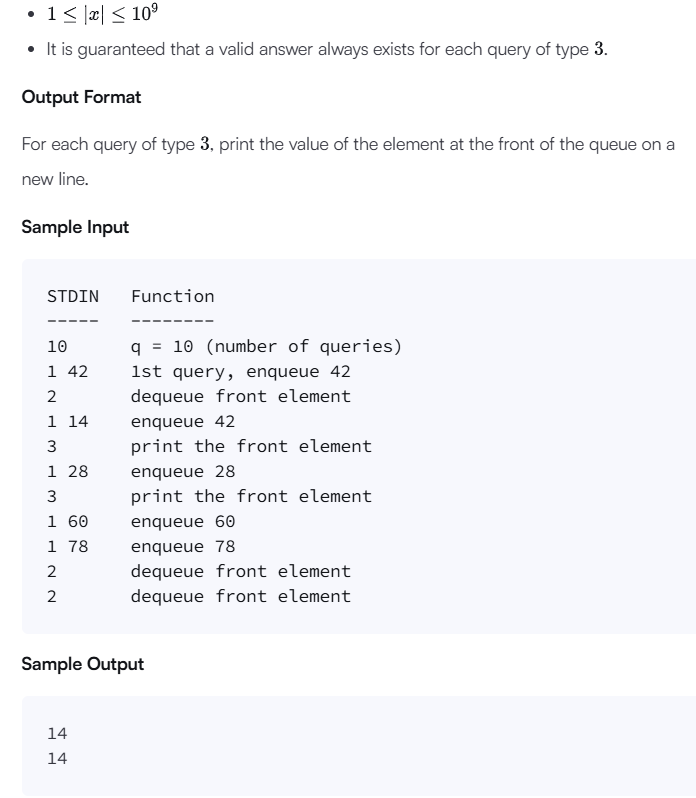 • 1 ≤ |x| ≤ 10⁹
• It is guaranteed that a valid answer always exists for each query of type 3.
Output Format
For each query of type 3, print the value of the element at the front of the queue on a
new line.
Sample Input
STDIN   Function
-----   --------
10      q = 10 (number of queries)
1 42    1st query, enqueue 42
2       dequeue front element
1 14    enqueue 42
3       print the front element
1 28    enqueue 28
3       print the front element
1 60    enqueue 60
1 78    enqueue 78
2       dequeue front element
2       dequeue front element
Sample Output
14
14